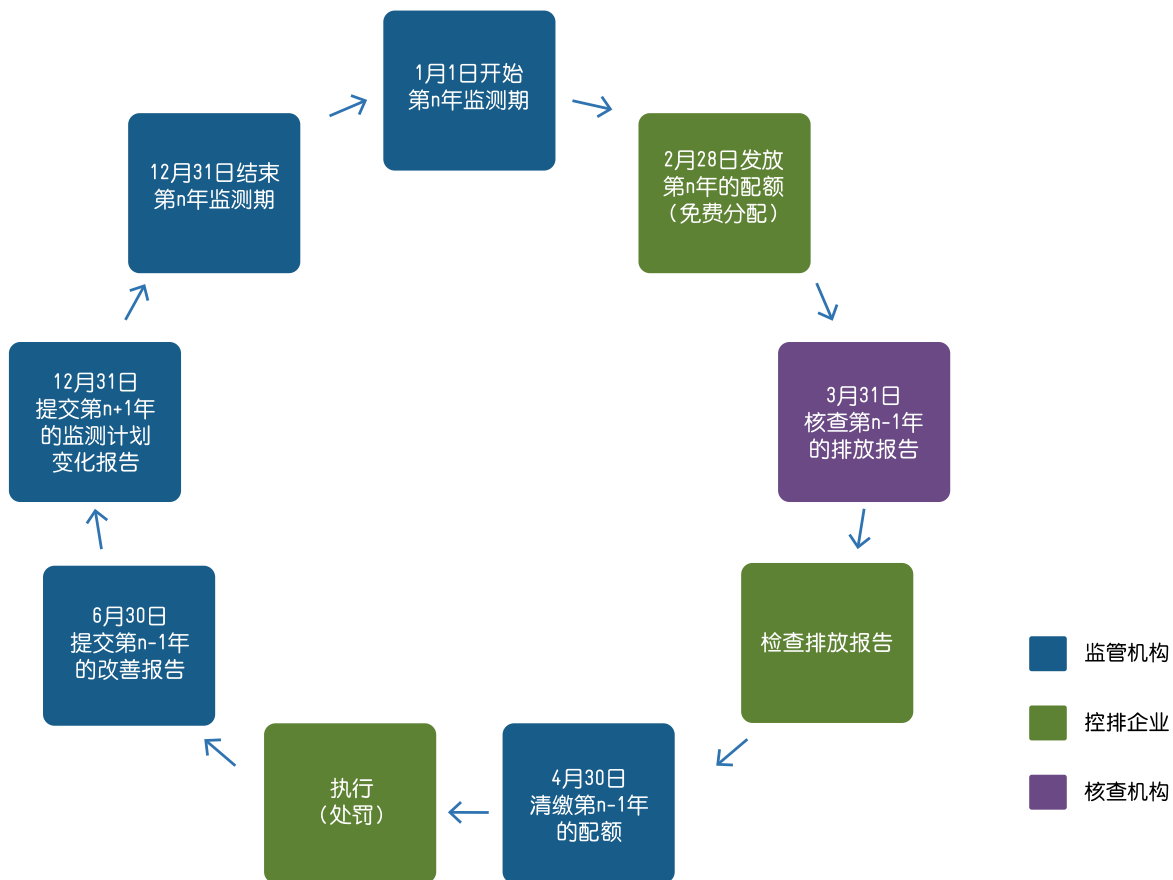 1月1日开始
第n年监测期
2月28日发放
第n年的配额
（免费分配）
3月31日
核查第n-1年
的排放报告
检查排放报告
4月30日
清缴第n-1年
的配额
执行
（处罚）
6月30日
提交第n-1年
的改善报告
12月31日
提交第n+1年
的监测计划
变化报告
12月31日结束
第n年监测期
监管机构
控排企业
核查机构